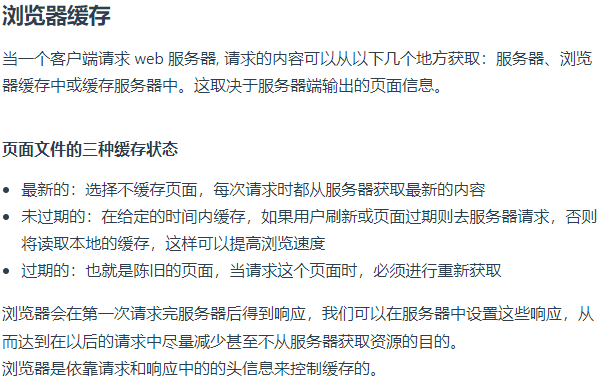 浏览器缓存
当一个客户端请求 web 服务器, 请求的内容可以从以下几个地方获取：服务器、浏览
器缓存中或缓存服务器中。这取决于服务器端输出的页面信息。
页面文件的三种缓存状态
• 最新的：选择不缓存页面，每次请求时都从服务器获取最新的内容
• 未过期的：在给定的时间内缓存，如果用户刷新或页面过期则去服务器请求，否则
将读取本地的缓存，这样可以提高浏览速度
• 过期的：也就是陈旧的页面，当请求这个页面时，必须进行重新获取
浏览器会在第一次请求完服务器后得到响应，我们可以在服务器中设置这些响应，从
而达到在以后的请求中尽量减少甚至不从服务器获取资源的目的。
浏览器是依靠请求和响应中的的头信息来控制缓存的。